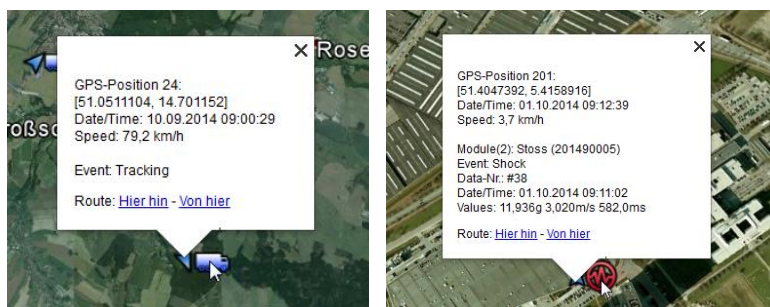 Rose
GPS-Position 24:
[51.0511104, 14.701152]
Date/Time: 10.09.2014 09:00:29
Speed: 79,2 km/h
oßsc
Event: Tracking
Route: Hier hin - Von hier
GPS-Position 201:
[51.4047392, 5.4158916]
Date/Time: 01.10.2014 09:12:39
Speed: 3,7 km/h
Module(2): Stoss (201490005)
Event: Shock
Data-Nr.: #38
Date/Time: 01.10.2014 09:11:02
Values: 11,936g 3,020m/s 582,0ms
Route: Hier hin - Von hier